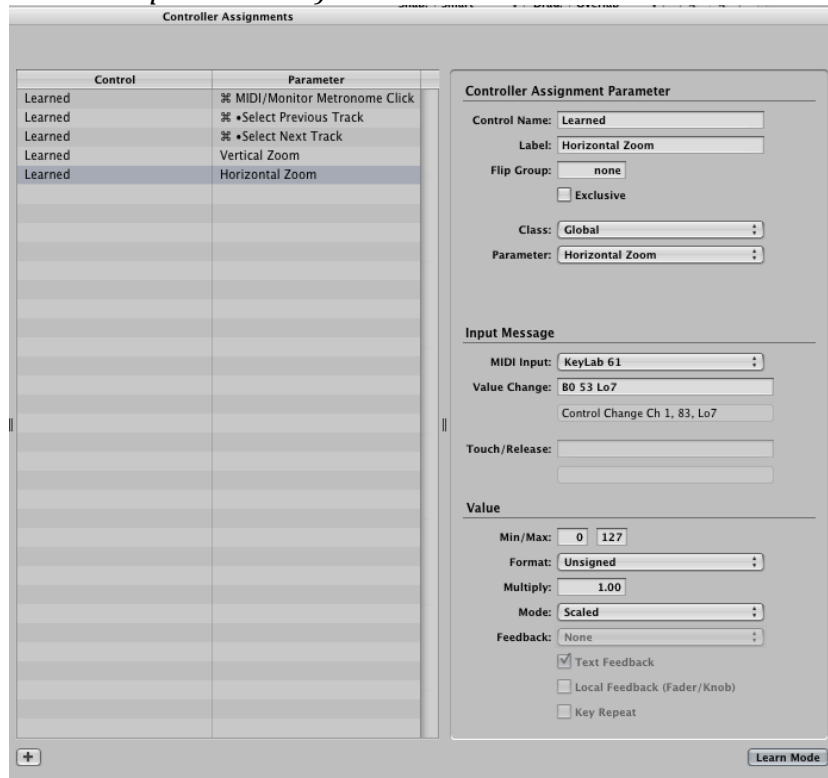 Controller Assignments
Control Parameter
Learned ⌘ MIDI/Monitor Metronome Click
Learned ⌘ •Select Previous Track
Learned ⌘ •Select Next Track
Learned Vertical Zoom
Learned Horizontal Zoom
Controller Assignment Parameter
Control Name: Learned
Label: Horizontal Zoom
Flip Group: none
Exclusive
Class: Global
Parameter: Horizontal Zoom
Input Message
MIDI Input: KeyLab 61
Value Change: B0 53 Lo7
Control Change Ch 1, 83, Lo7
Touch/Release:
Value
Min/Max: 0 127
Format: Unsigned
Multiply: 1.00
Mode: Scaled
Feedback: None
Text Feedback
Local Feedback (Fader/Knob)
Key Repeat
+ Learn Mode